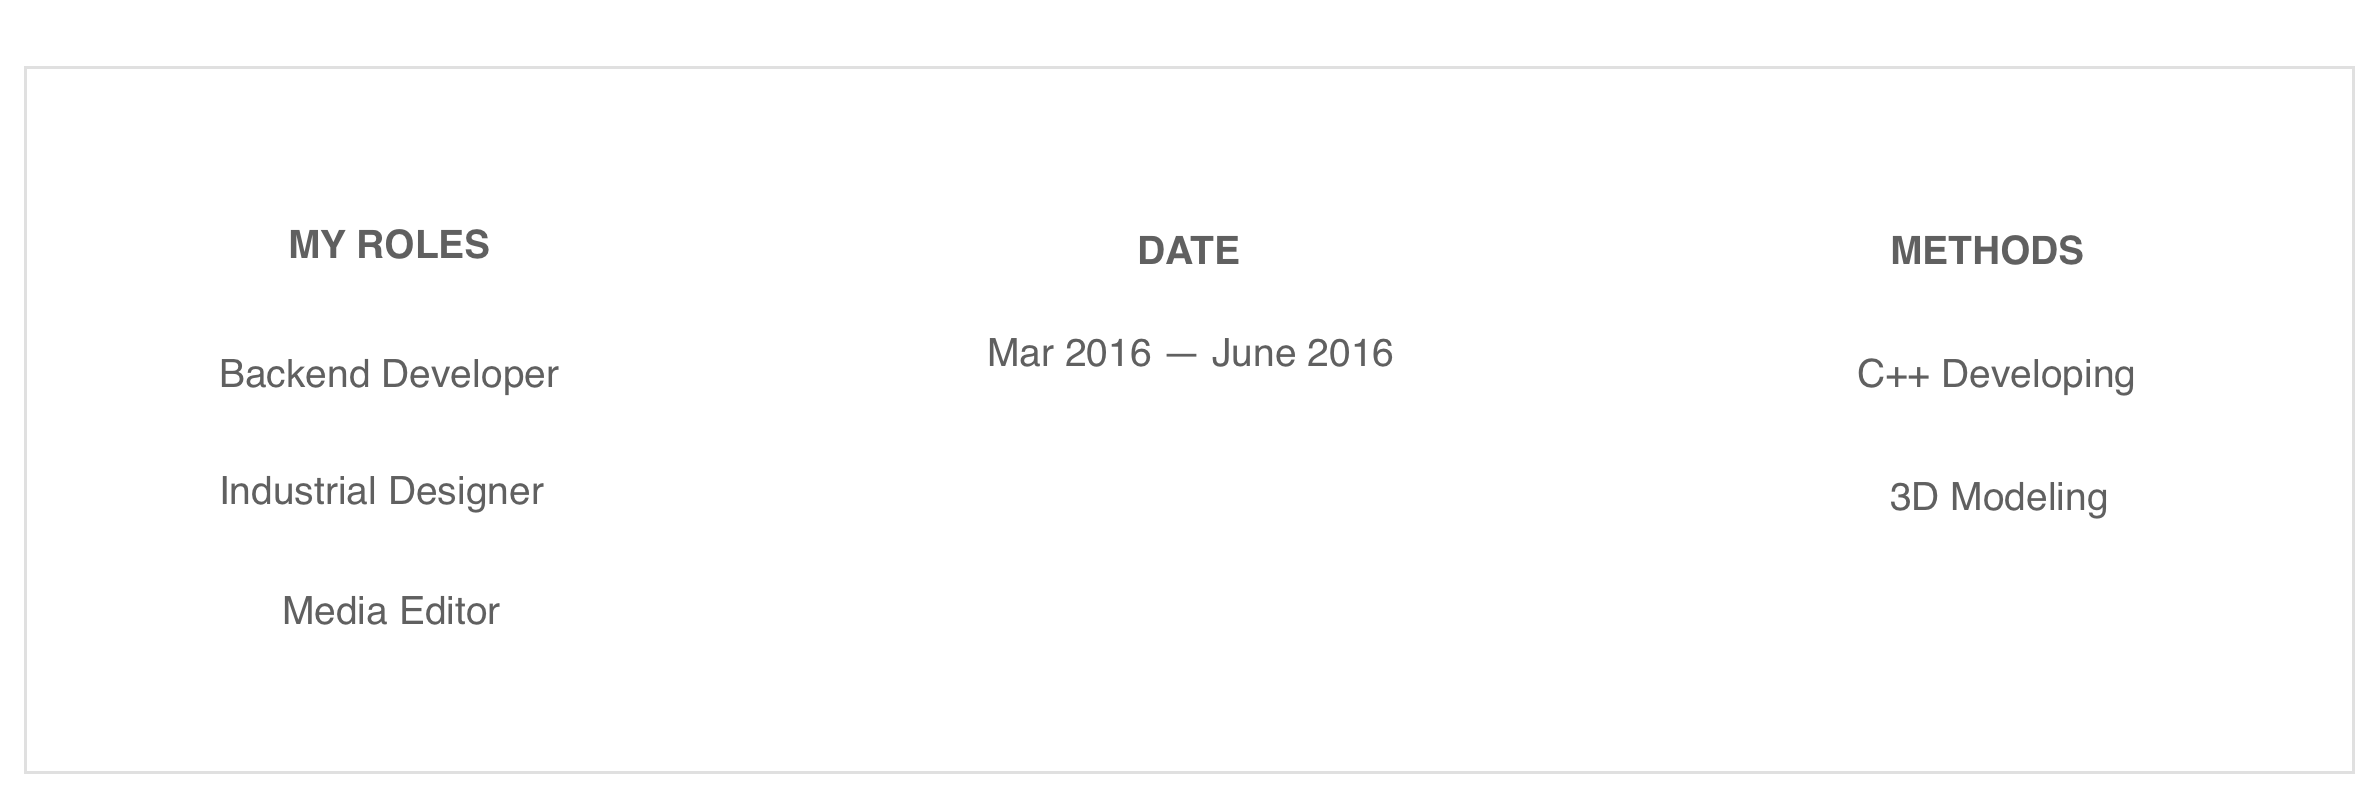 MY ROLES
Backend Developer
Industrial Designer
Media Editor
DATE
Mar 2016 — June 2016
METHODS
C++ Developing
3D Modeling